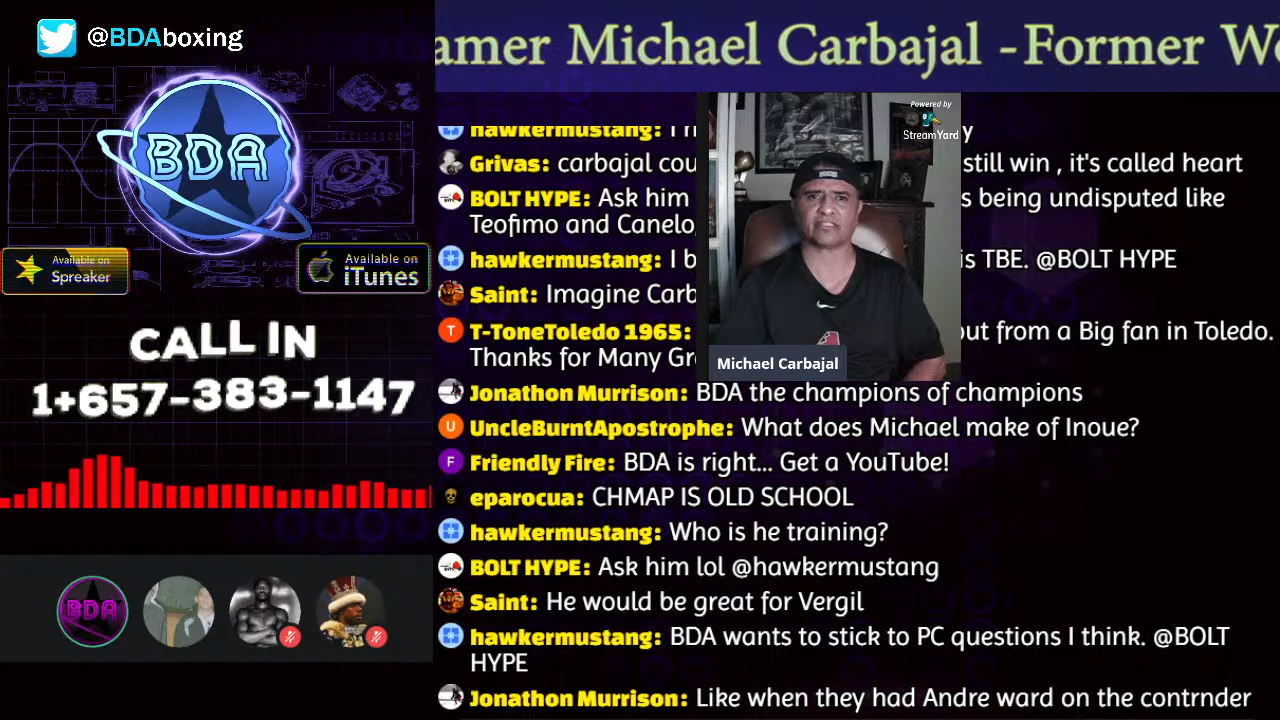 @BDAboxing
amer Michael Carbajal - Former W
BDA
Available on
Spreaker
Available on
iTunes
CALL IN
1+657-383-1147
BDA
Powered by
StreamYard
Michael Carbajal
hawkermustang: I
Grivas: carbajal cou still win , it's called heart
BOLT HYPE: Ask him s being undisputed like
Teofimo and Canelo
hawkermustang: I b is TBE. @BOLT HYPE
Saint: Imagine Carb
T-ToneToledo 1965: out from a Big fan in Toledo.
Thanks for Many Gr
Jonathon Murrison: BDA the champions of champions
U
UncleBurntApostrophe: What does Michael make of Inoue?
F
Friendly Fire: BDA is right... Get a YouTube!
eparocua: CHMAP IS OLD SCHOOL
hawkermustang: Who is he training?
BOLT HYPE: Ask him lol @hawkermustang
Saint: He would be great for Vergil
hawkermustang: BDA wants to stick to PC questions I think. @BOLT
HYPE
Jonathon Murrison: Like when they had Andre ward on the contrnder